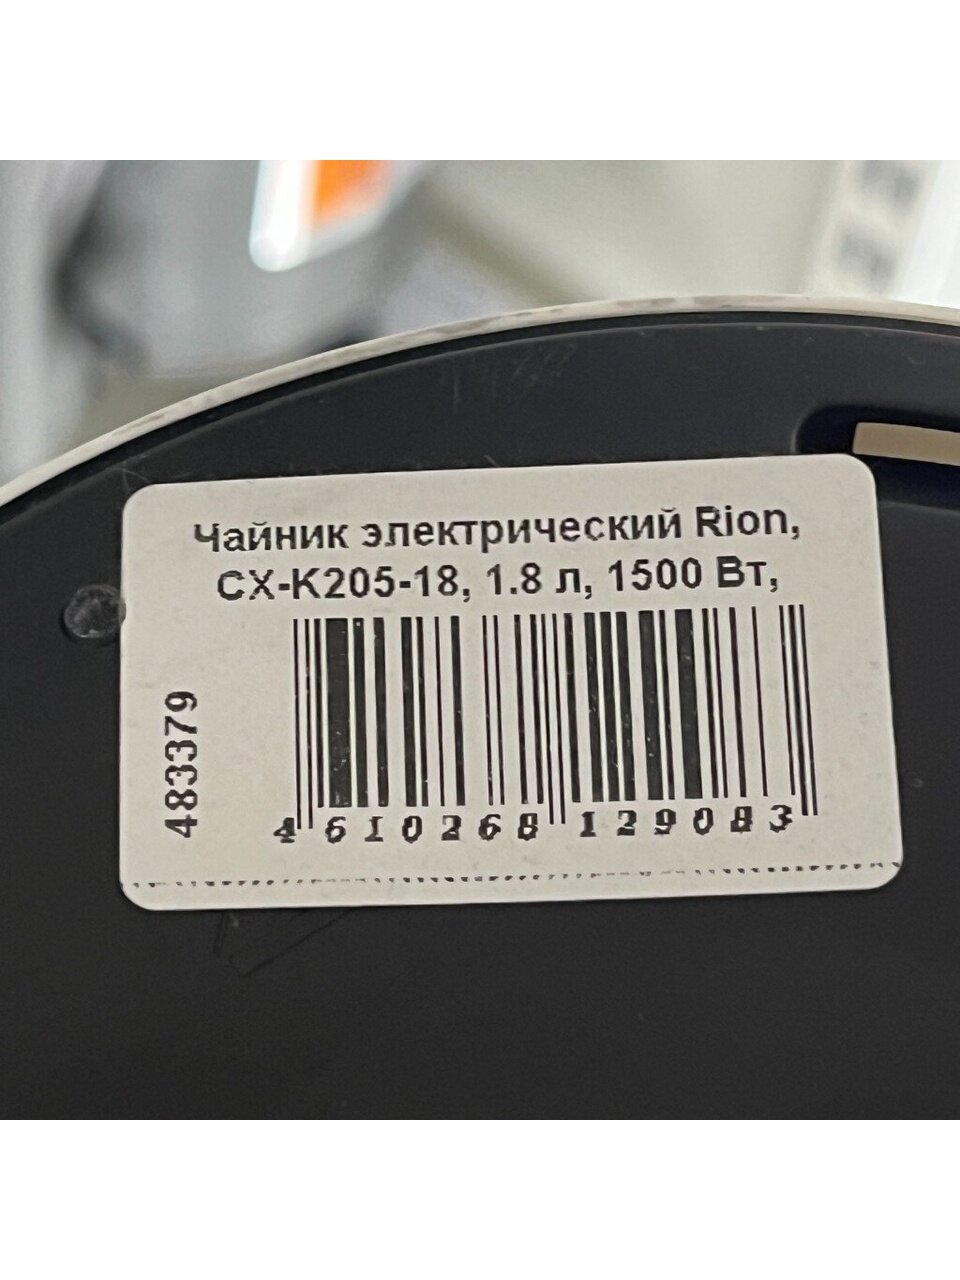 Чайник электрический Rion,
CX-K205-18, 1.8 л, 1500 Вт,
483379
4 610268 129083